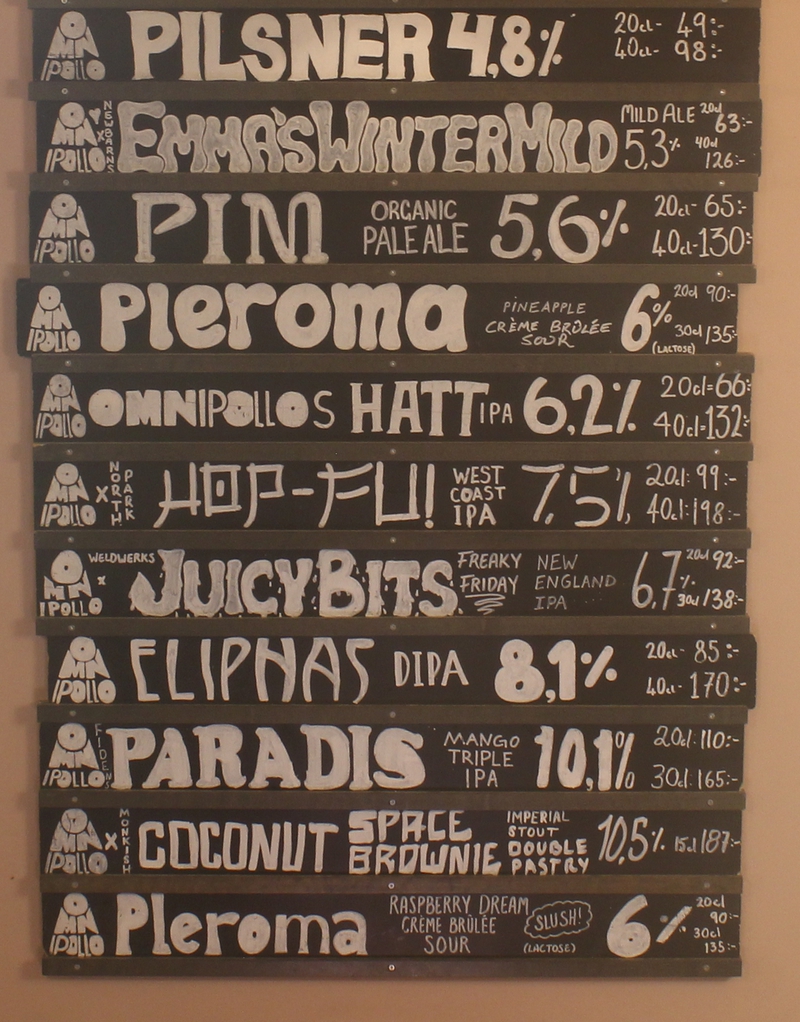 OMNIPOLLO PILSNER 4,8% 20cl- 49:-
40cl- 98:-
OMNIPOLLO X NEWBARNS EMMA'S WINTER MILD MILD ALE 5,3% 20cl 63:-
40cl 126:-
OMNIPOLLO PIM ORGANIC PALE ALE 5,6% 20cl- 65:-
40cl-130:-
OMNIPOLLO Pleroma PINEAPPLE CRÈME BRÛLÉE SOUR 6% (LACTOSE) 20cl 90:-
30cl 135:-
OMNIPOLLO OMNIPOLLOS HATT IPA 6,2% 20cl=66:-
40cl=132:-
OMNIPOLLO X NORTH PARK HOP-FU! WEST COAST IPA 7,5% 20cl: 99:-
40cl:198:-
OMNIPOLLO x WELDWERKS JUICYBITS FREAKY FRIDAY NEW ENGLAND IPA 6,7% 20cl 92:-
30cl 138:-
OMNIPOLLO ELIPHAS DIPA 8,1% 20cl- 85:-
40cl- 170:-
OMNIPOLLO FIDENS PARADIS MANGO TRIPLE IPA 10,1% 20cl:110:-
30cl:165:-
OMNIPOLLO X MONKISH COCONUT SPACE BROWNIE IMPERIAL STOUT DOUBLE PASTRY 10,5% 15cl 187:-
OMNIPOLLO Pleroma RASPBERRY DREAM CRÈME BRÛLÉE SOUR SLUSH! (LACTOSE) 6% 20cl 90:-
30cl 135:-